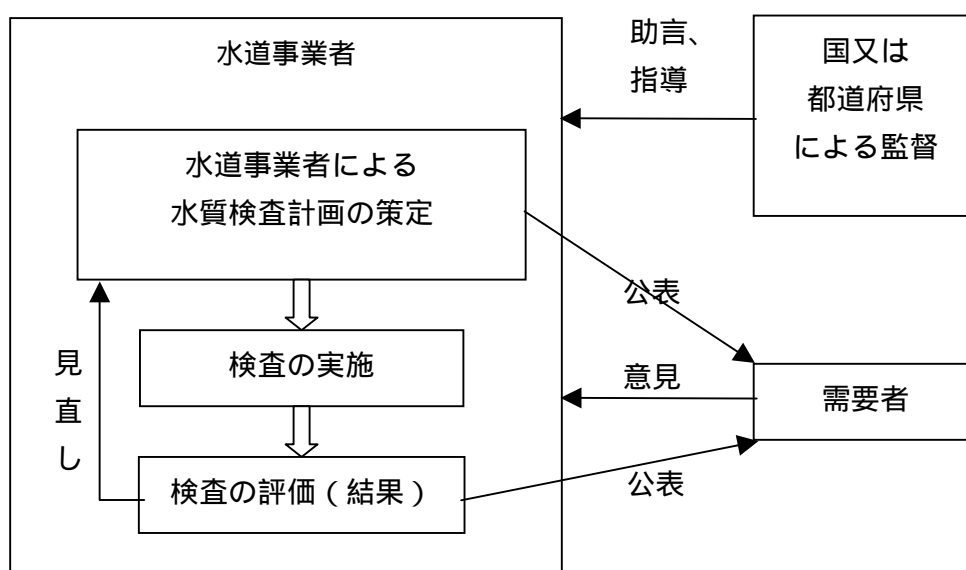 水道事業者
助言、
指導
国又は
都道府県
による監督
水道事業者による
水質検査計画の策定
公表
検査の実施
見直し
意見
需要者
検査の評価（結果）
公表